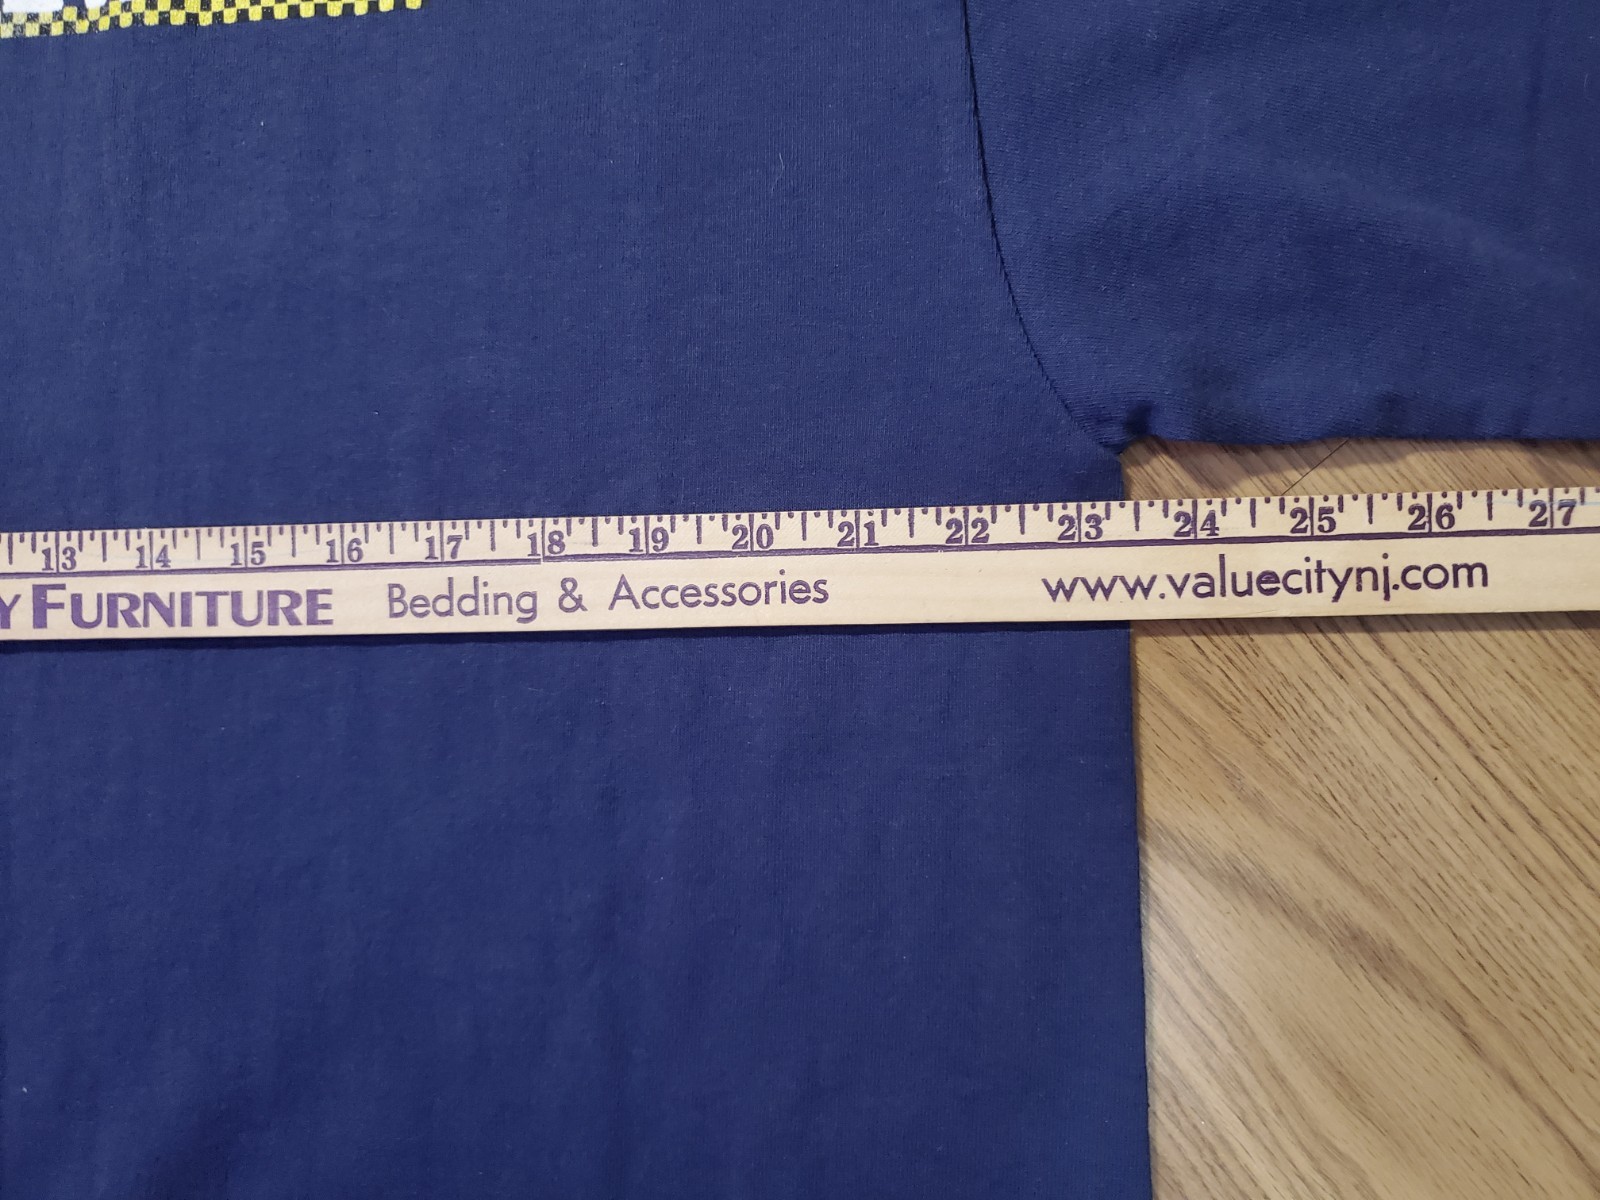 13 14 15 16 17 18 19 20 21 22 23 24 25 26 27
Y FURNITURE Bedding & Accessories www.valuecitynj.com